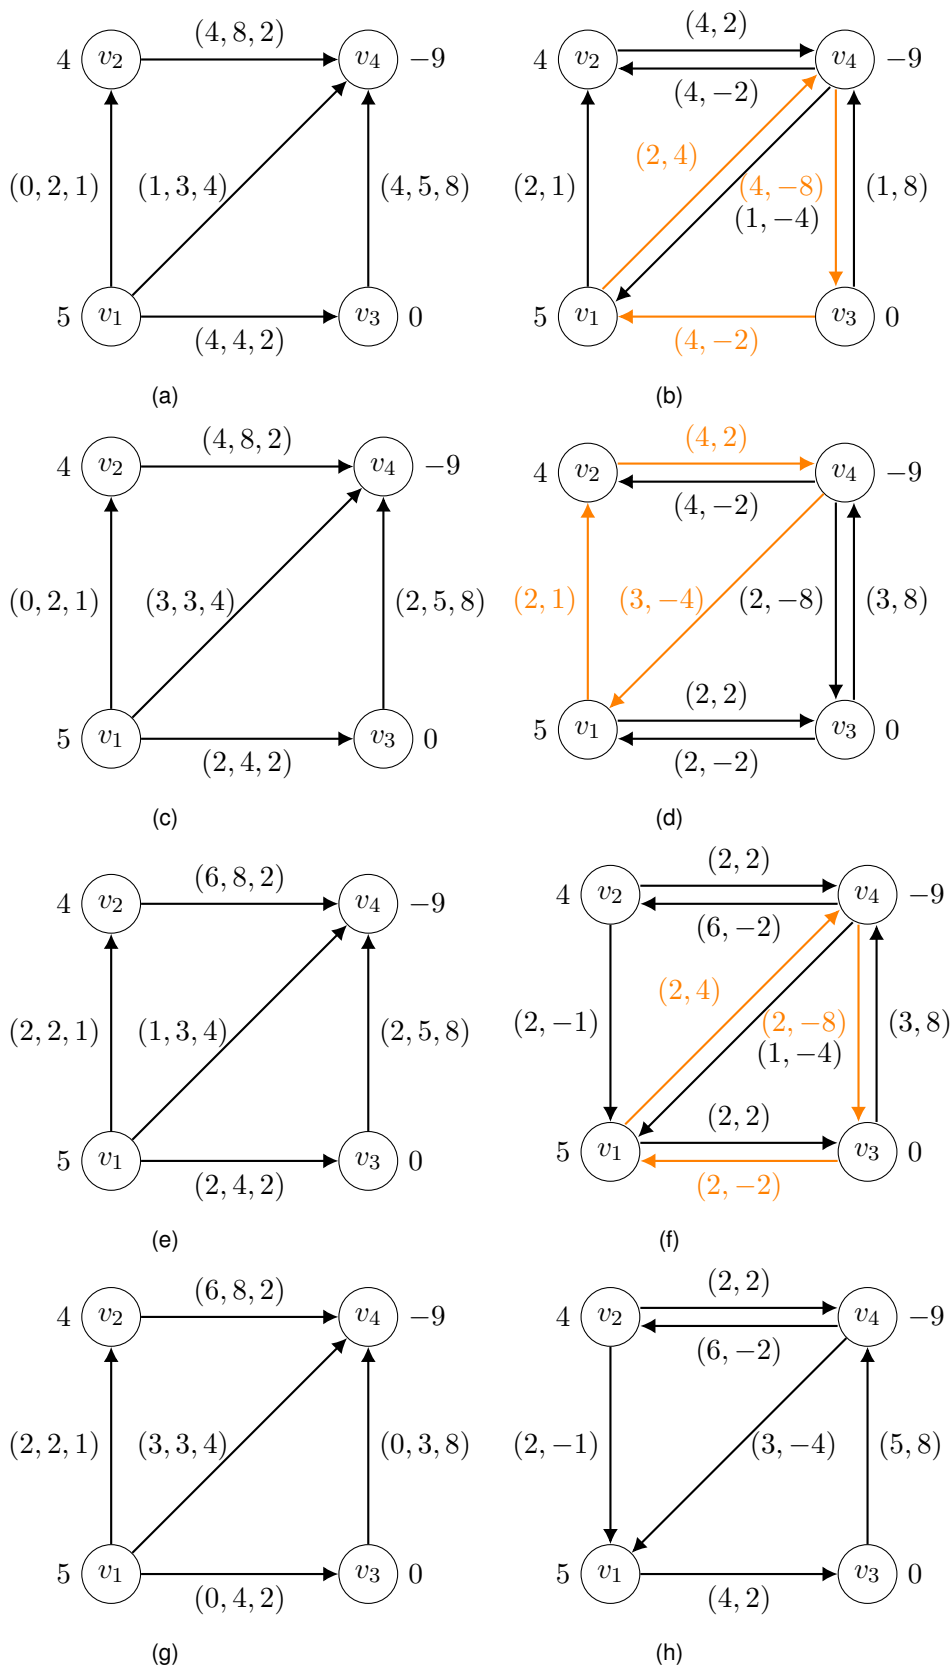 (4, 8, 2) (4, 2)
4 v2 v4 −9 4 v2 v4 −9
(4, −2)
(2, 4)
(0, 2, 1) (1, 3, 4) (4, 5, 8) (2, 1) (4, −8) (1, 8)
(1, −4)
5 v1 v3 0 5 v1 v3 0
(4, 4, 2) (4, −2)
(a) (b)
(4, 8, 2) (4, 2)
4 v2 v4 −9 4 v2 v4 −9
(4, −2)
(0, 2, 1) (3, 3, 4) (2, 5, 8) (2, 1) (3, −4) (2, −8) (3, 8)
(2, 2)
5 v1 v3 0 5 v1 v3 0
(2, 4, 2) (2, −2)
(c) (d)
(6, 8, 2) (2, 2)
4 v2 v4 −9 4 v2 v4 −9
(6, −2)
(2, 4)
(2, 2, 1) (1, 3, 4) (2, 5, 8) (2, −1) (2, −8) (3, 8)
(1, −4)
(2, 2)
5 v1 v3 0 5 v1 v3 0
(2, 4, 2) (2, −2)
(e) (f)
(6, 8, 2) (2, 2)
4 v2 v4 −9 4 v2 v4 −9
(6, −2)
(2, 2, 1) (3, 3, 4) (0, 3, 8) (2, −1) (3, −4) (5, 8)
5 v1 v3 0 5 v1 v3 0
(0, 4, 2) (4, 2)
(g) (h)